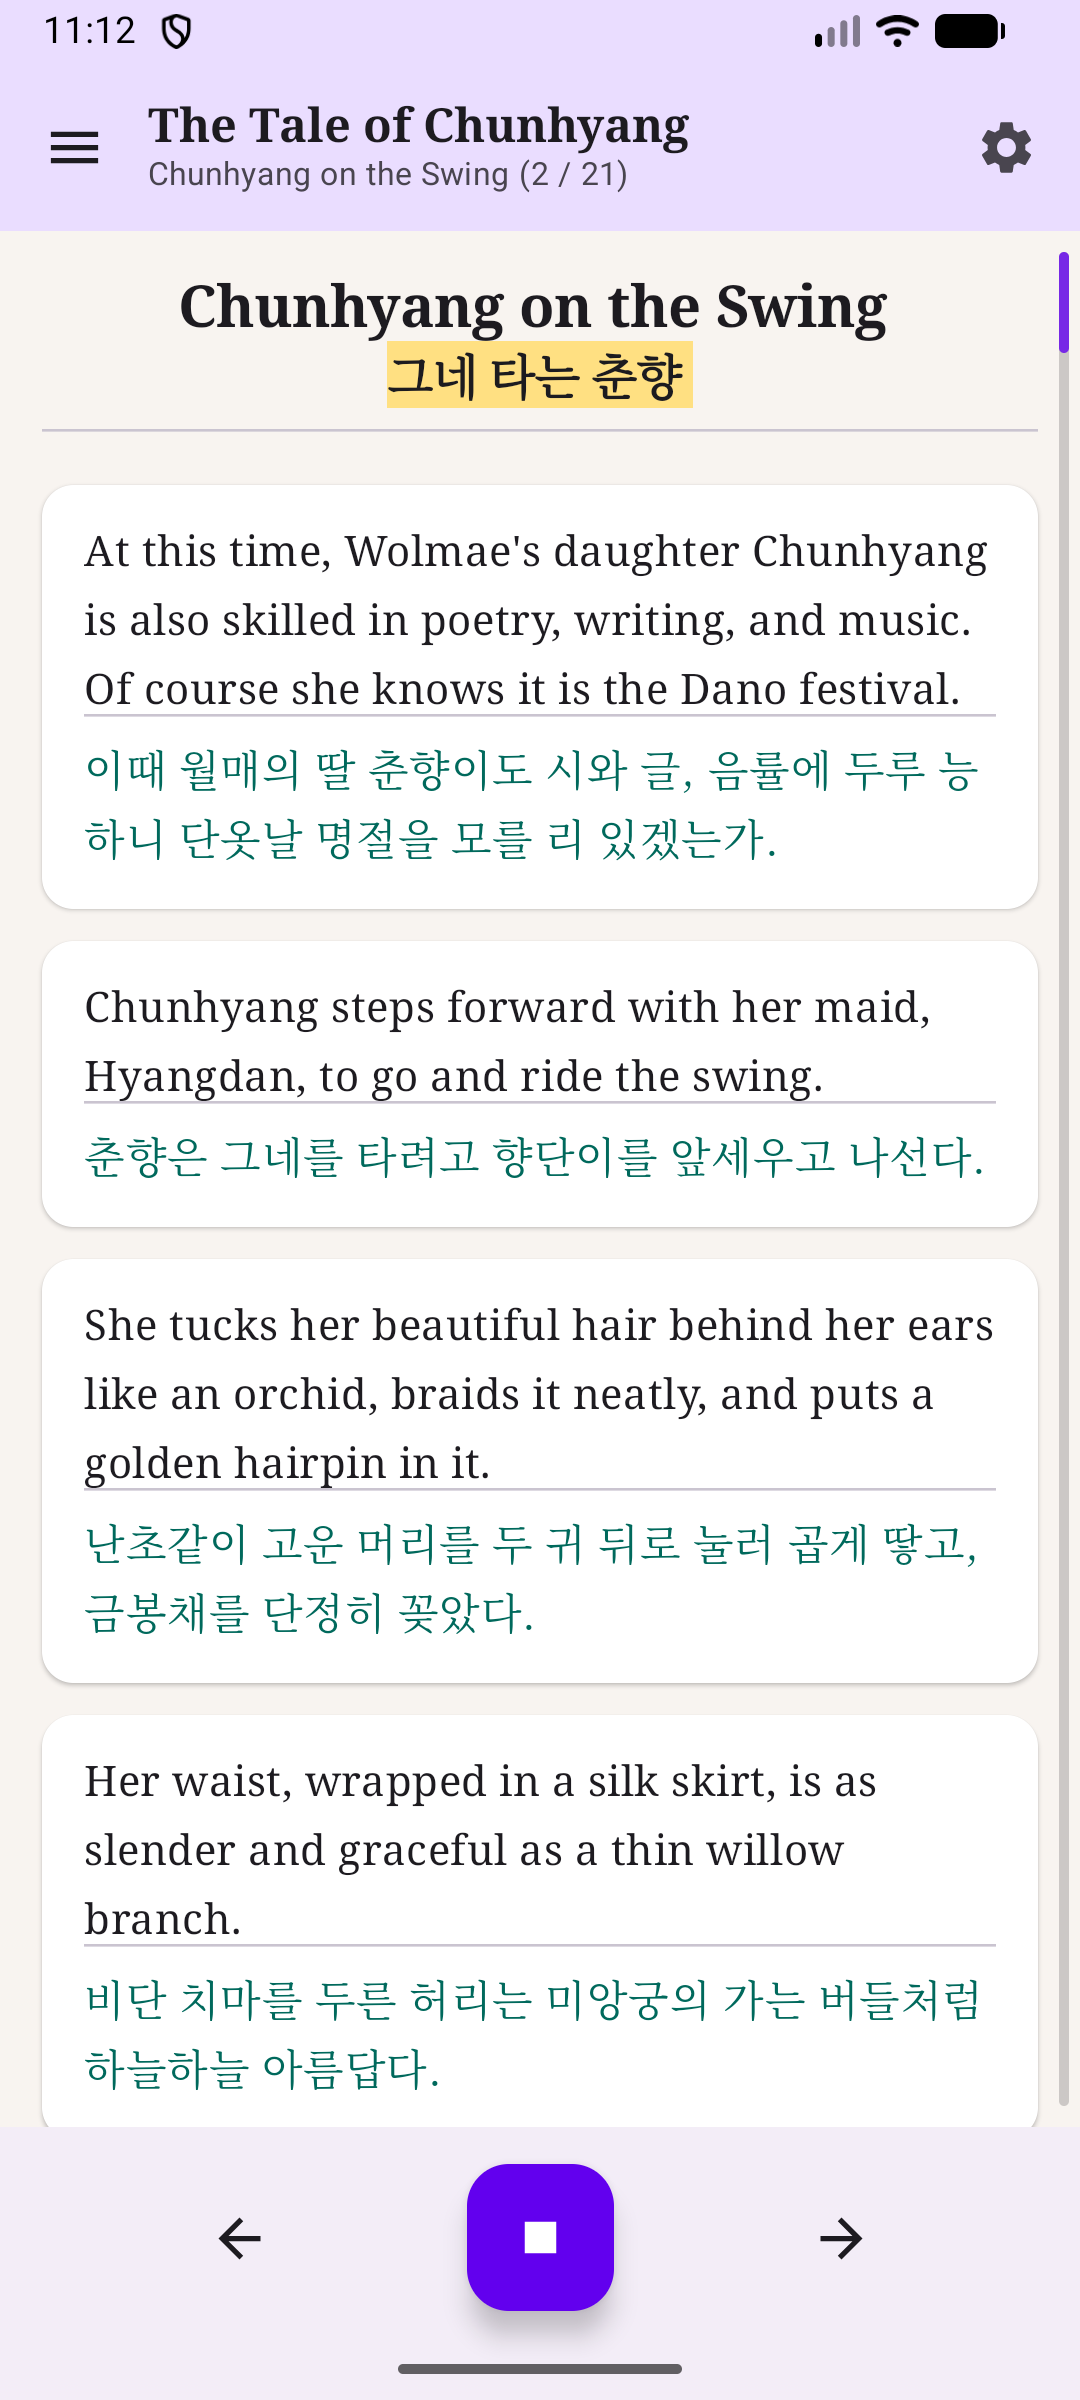 11:12
The Tale of Chunhyang
Chunhyang on the Swing (2 / 21)
Chunhyang on the Swing
그네 타는 춘향
At this time, Wolmae's daughter Chunhyang
is also skilled in poetry, writing, and music.
Of course she knows it is the Dano festival.
이때 월매의 딸 춘향이도 시와 글, 음률에 두루 능
하니 단옷날 명절을 모를 리 있겠는가.
Chunhyang steps forward with her maid,
Hyangdan, to go and ride the swing.
춘향은 그네를 타려고 향단이를 앞세우고 나선다.
She tucks her beautiful hair behind her ears
like an orchid, braids it neatly, and puts a
golden hairpin in it.
난초같이 고운 머리를 두 귀 뒤로 눌러 곱게 땋고,
금봉채를 단정히 꽂았다.
Her waist, wrapped in a silk skirt, is as
slender and graceful as a thin willow
branch.
비단 치마를 두른 허리는 미앙궁의 가는 버들처럼
하늘하늘 아름답다.